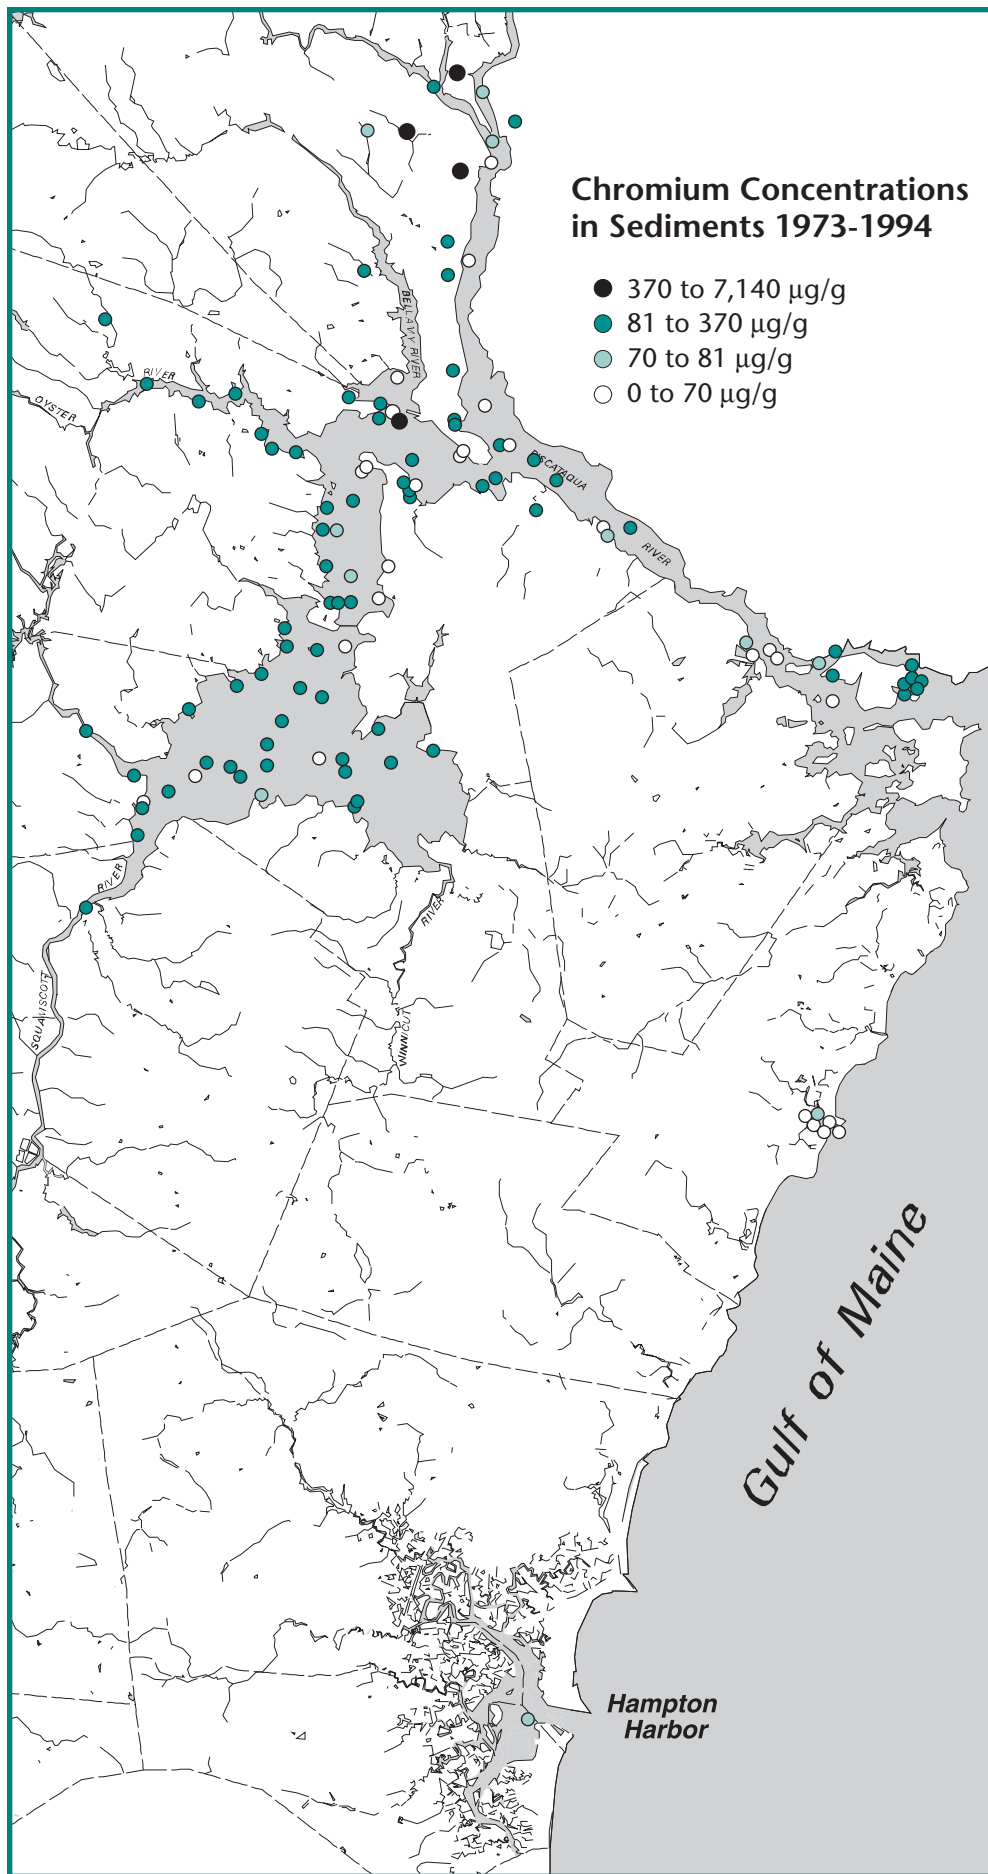 Chromium Concentrations
in Sediments 1973-1994
370 to 7,140 µg/g
81 to 370 µg/g
70 to 81 µg/g
0 to 70 µg/g
BELLAVY RIVER
RIVER
OYSTER
PISCATAQUA
RIVER
RIVER
SQUAMSCOTT
RIVER
WINNICUT
Gulf of Maine
Hampton
Harbor